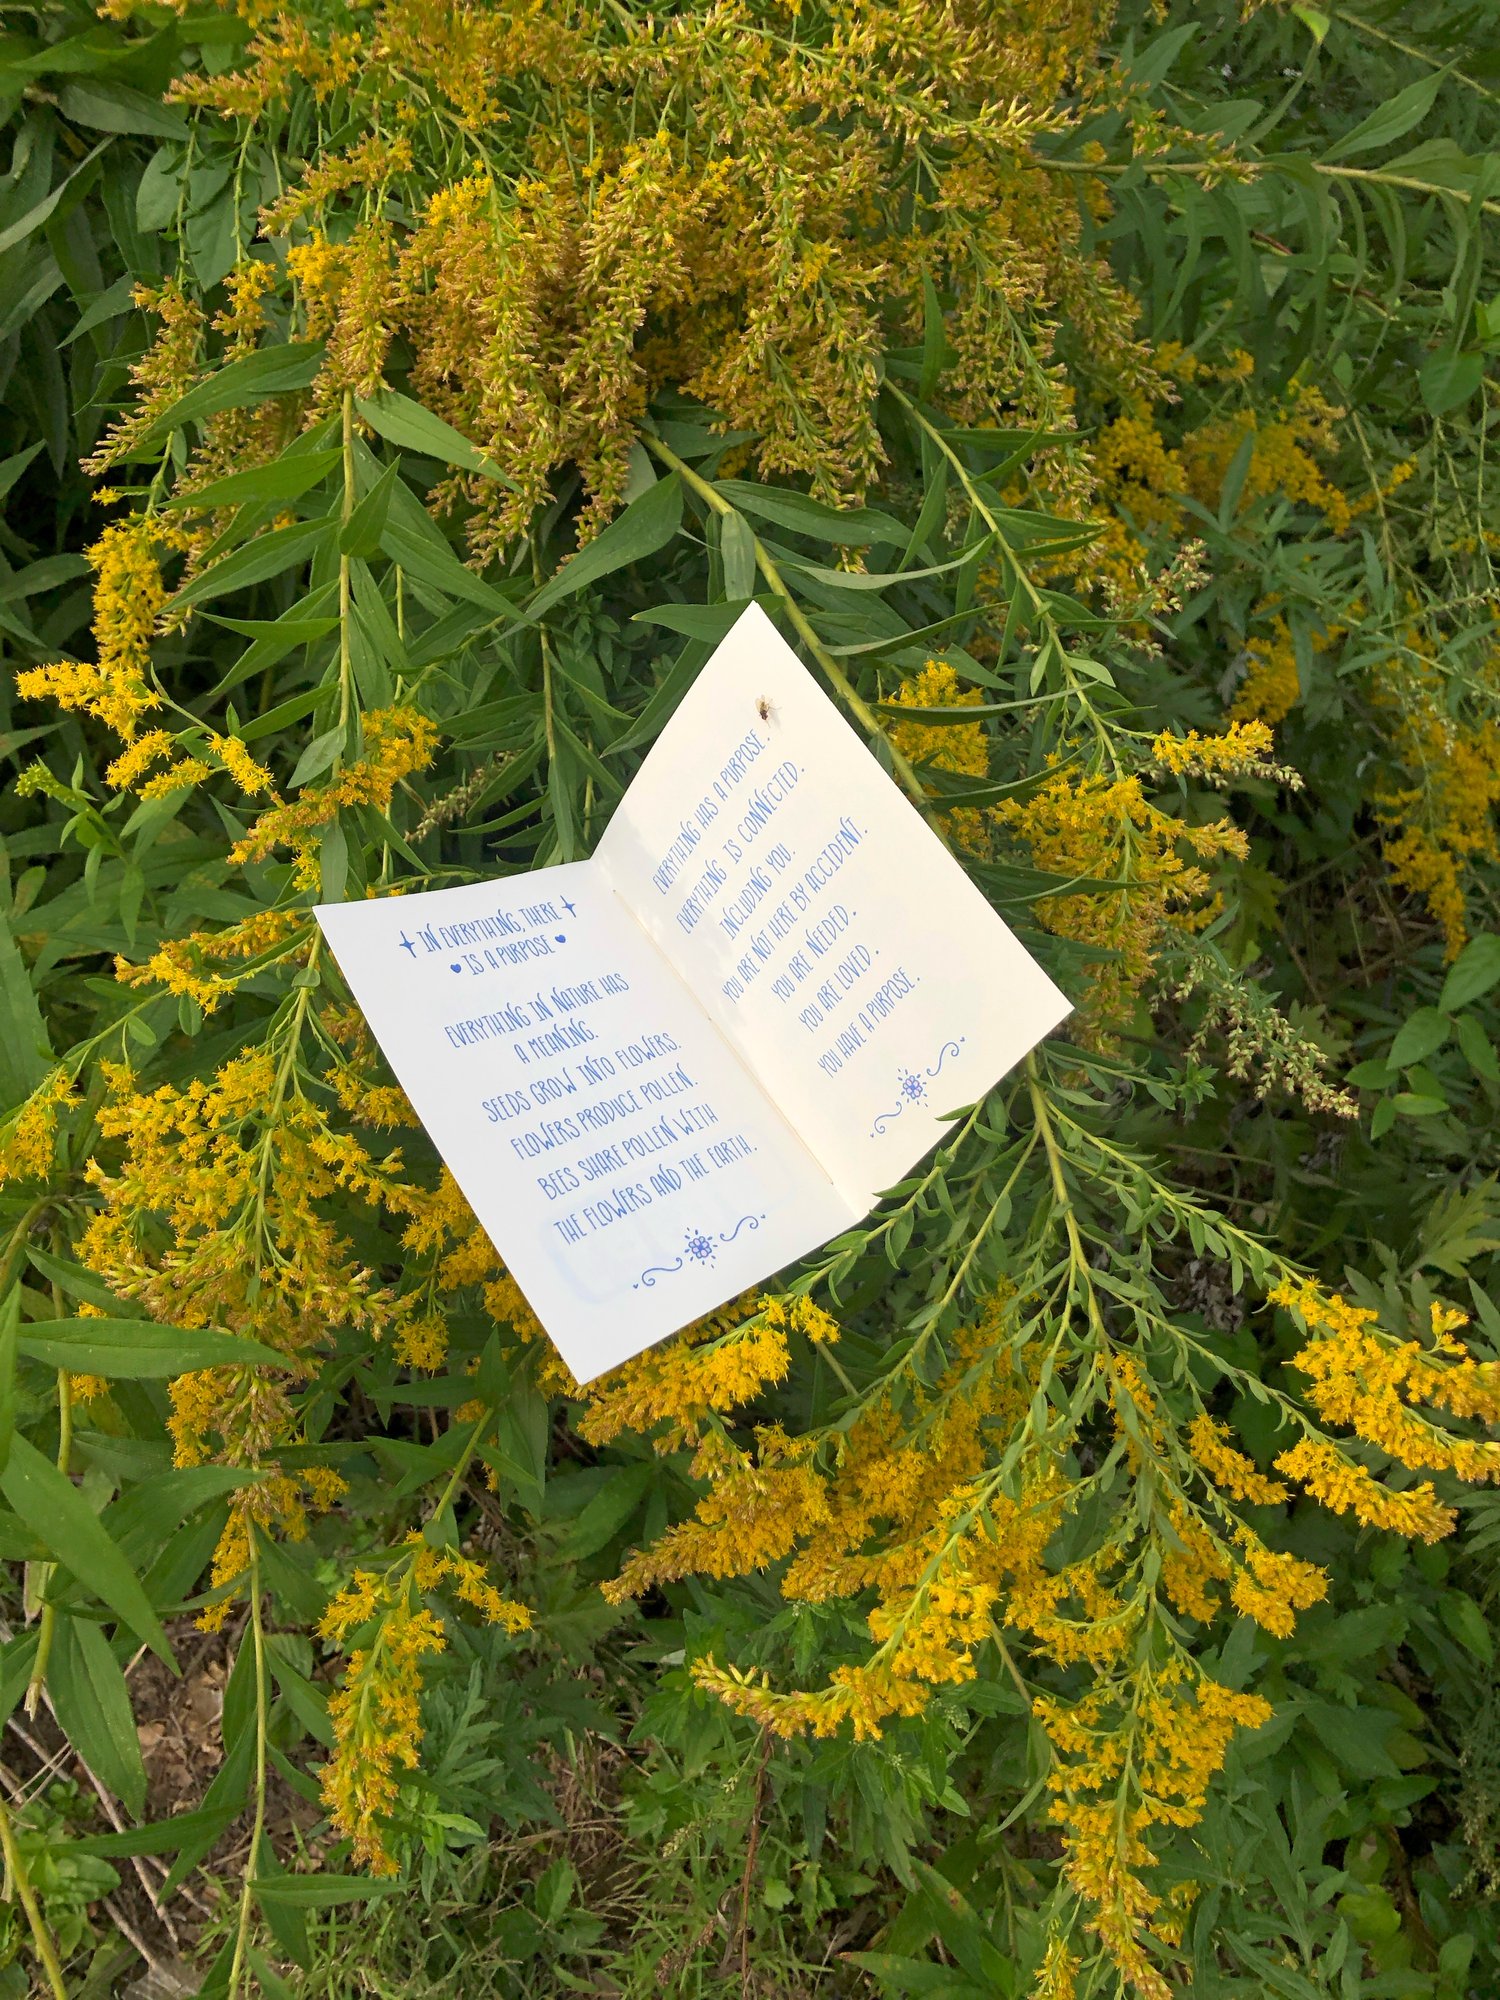 IN EVERYTHING, THERE
IS A PURPOSE
EVERYTHING IN NATURE HAS
A MEANING.
SEEDS GROW INTO FLOWERS.
FLOWERS PRODUCE POLLEN.
BEES SHARE POLLEN WITH
THE FLOWERS AND THE EARTH.
EVERYTHING HAS A PURPOSE.
EVERYTHING IS CONNECTED.
INCLUDING YOU.
YOU ARE NOT HERE BY ACCIDENT.
YOU ARE NEEDED.
YOU ARE LOVED.
YOU HAVE A PURPOSE.